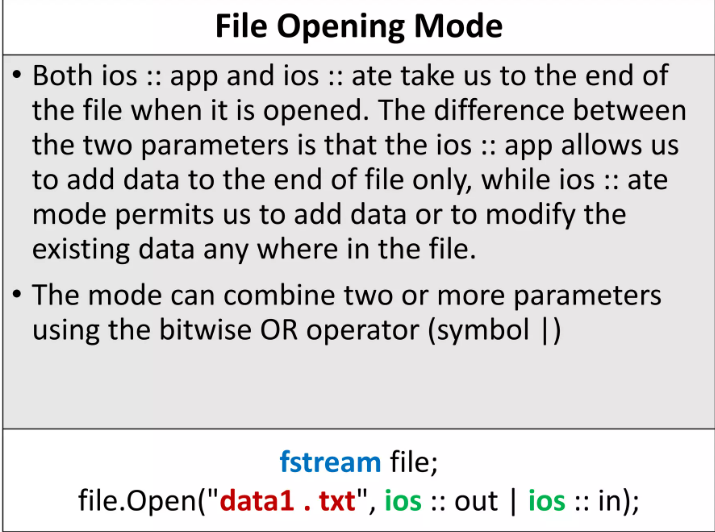 File Opening Mode
• Both ios :: app and ios :: ate take us to the end of
the file when it is opened. The difference between
the two parameters is that the ios :: app allows us
to add data to the end of file only, while ios :: ate
mode permits us to add data or to modify the
existing data any where in the file.
• The mode can combine two or more parameters
using the bitwise OR operator (symbol |)
fstream file;
file.Open("data1 . txt", ios :: out | ios :: in);